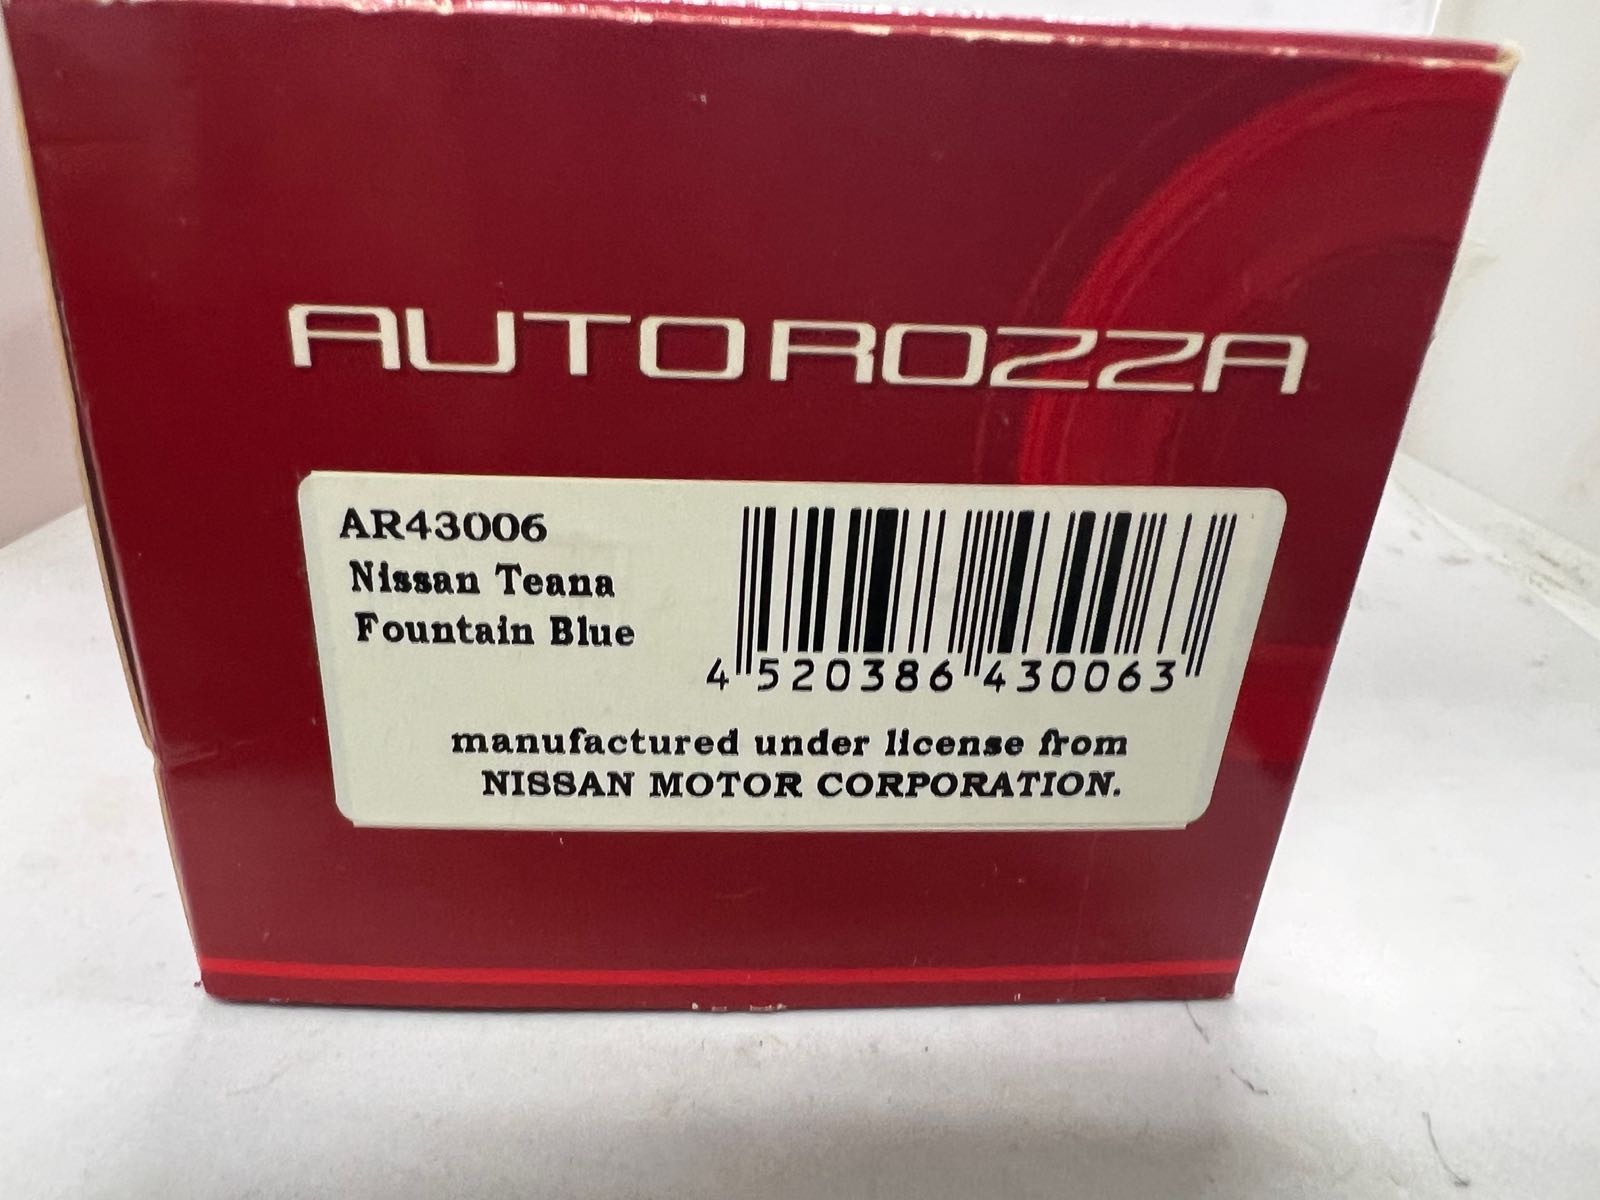 AUTOROZZA
AR43006
Nissan Teana
Fountain Blue
4 520386 430063
manufactured under license from
NISSAN MOTOR CORPORATION.